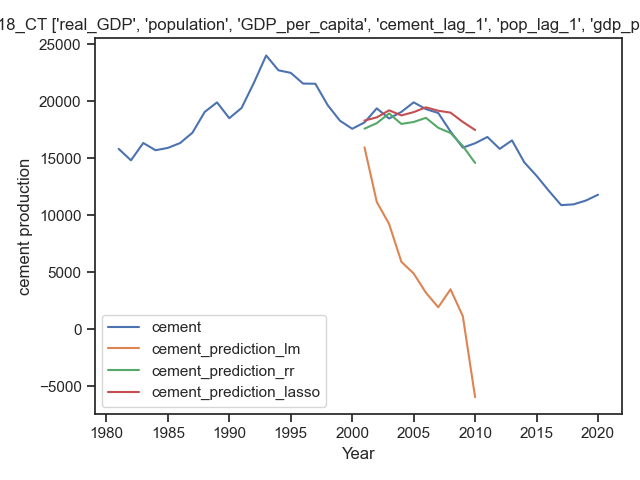 18_CT ['real_GDP', 'population', 'GDP_per_capita', 'cement_lag_1', 'pop_lag_1', 'gdp_p
25000
20000
15000
10000
5000
0
−5000
cement production
cement
cement_prediction_lm
cement_prediction_rr
cement_prediction_lasso
1980 1985 1990 1995 2000 2005 2010 2015 2020
Year